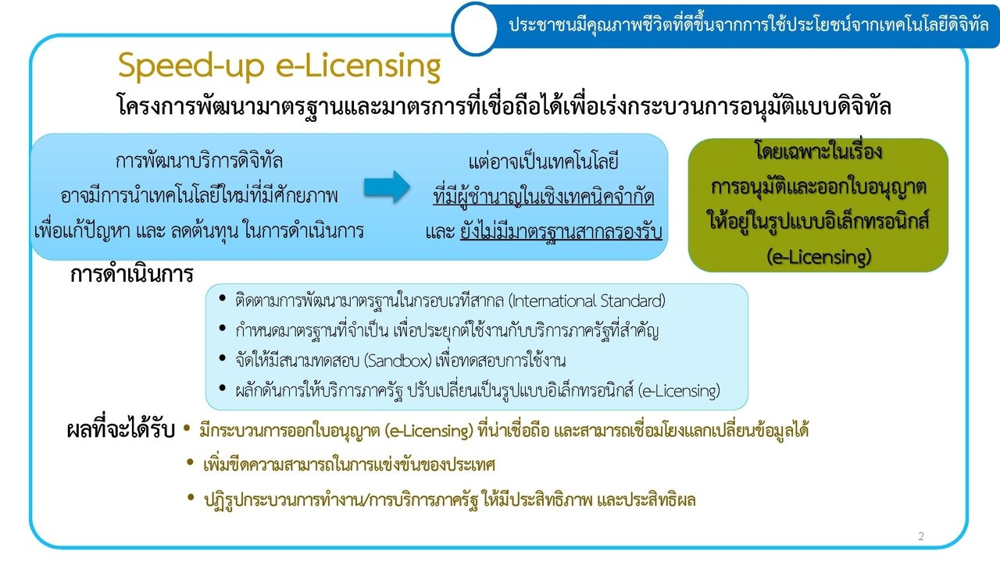 ประชาชนมีคุณภาพชีวิตที่ดีขึ้นจากการใช้ประโยชน์จากเทคโนโลยีดิจิทัล
Speed-up e-Licensing
โครงการพัฒนามาตรฐานและมาตรการที่เชื่อถือได้เพื่อเร่งกระบวนการอนุมัติแบบดิจิทัล
การพัฒนาบริการดิจิทัล
อาจมีการนำเทคโนโลยีใหม่ที่มีศักยภาพ
เพื่อแก้ปัญหา และ ลดต้นทุน ในการดำเนินการ
แต่อาจเป็นเทคโนโลยี
ที่มีผู้ชำนาญในเชิงเทคนิคจำกัด
และ ยังไม่มีมาตรฐานสากลรองรับ
โดยเฉพาะในเรื่อง
การอนุมัติและออกใบอนุญาต
ให้อยู่ในรูปแบบอิเล็กทรอนิกส์
(e-Licensing)
การดำเนินการ
• ติดตามการพัฒนามาตรฐานในกรอบเวทีสากล (International Standard)
• กำหนดมาตรฐานที่จำเป็น เพื่อประยุกต์ใช้งานกับบริการภาครัฐที่สำคัญ
• จัดให้มีสนามทดสอบ (Sandbox) เพื่อทดสอบการใช้งาน
• ผลักดันการให้บริการภาครัฐ ปรับเปลี่ยนเป็นรูปแบบอิเล็กทรอนิกส์ (e-Licensing)
ผลที่จะได้รับ • มีกระบวนการออกใบอนุญาต (e-Licensing) ที่น่าเชื่อถือ และสามารถเชื่อมโยงแลกเปลี่ยนข้อมูลได้
• เพิ่มขีดความสามารถในการแข่งขันของประเทศ
• ปฏิรูปกระบวนการทำงาน/การบริการภาครัฐ ให้มีประสิทธิภาพ และประสิทธิผล
2